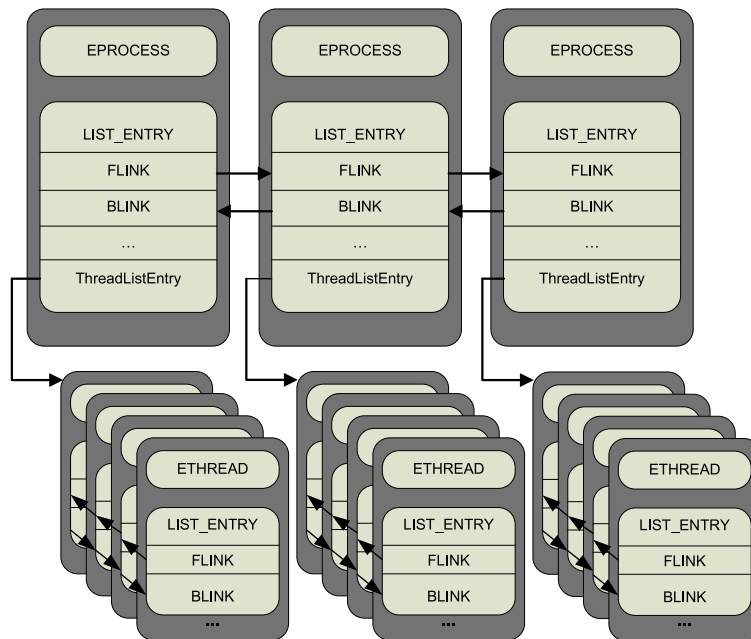 EPROCESS
EPROCESS
EPROCESS
LIST_ENTRY
FLINK
BLINK
…
ThreadListEntry
LIST_ENTRY
FLINK
BLINK
…
ThreadListEntry
LIST_ENTRY
FLINK
BLINK
…
ThreadListEntry
ETHREAD
LIST_ENTRY
FLINK
BLINK
...
ETHREAD
LIST_ENTRY
FLINK
BLINK
...
ETHREAD
LIST_ENTRY
FLINK
BLINK
...